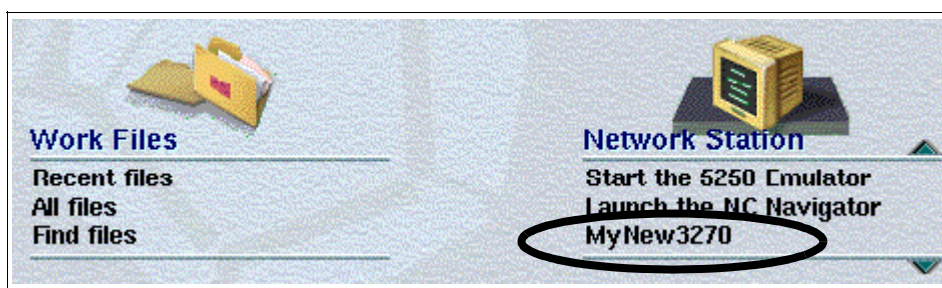 Work Files
Recent files
All files
Find files
Network Station
Start the 5250 Emulator
Launch the NC Navigator
MyNew3270